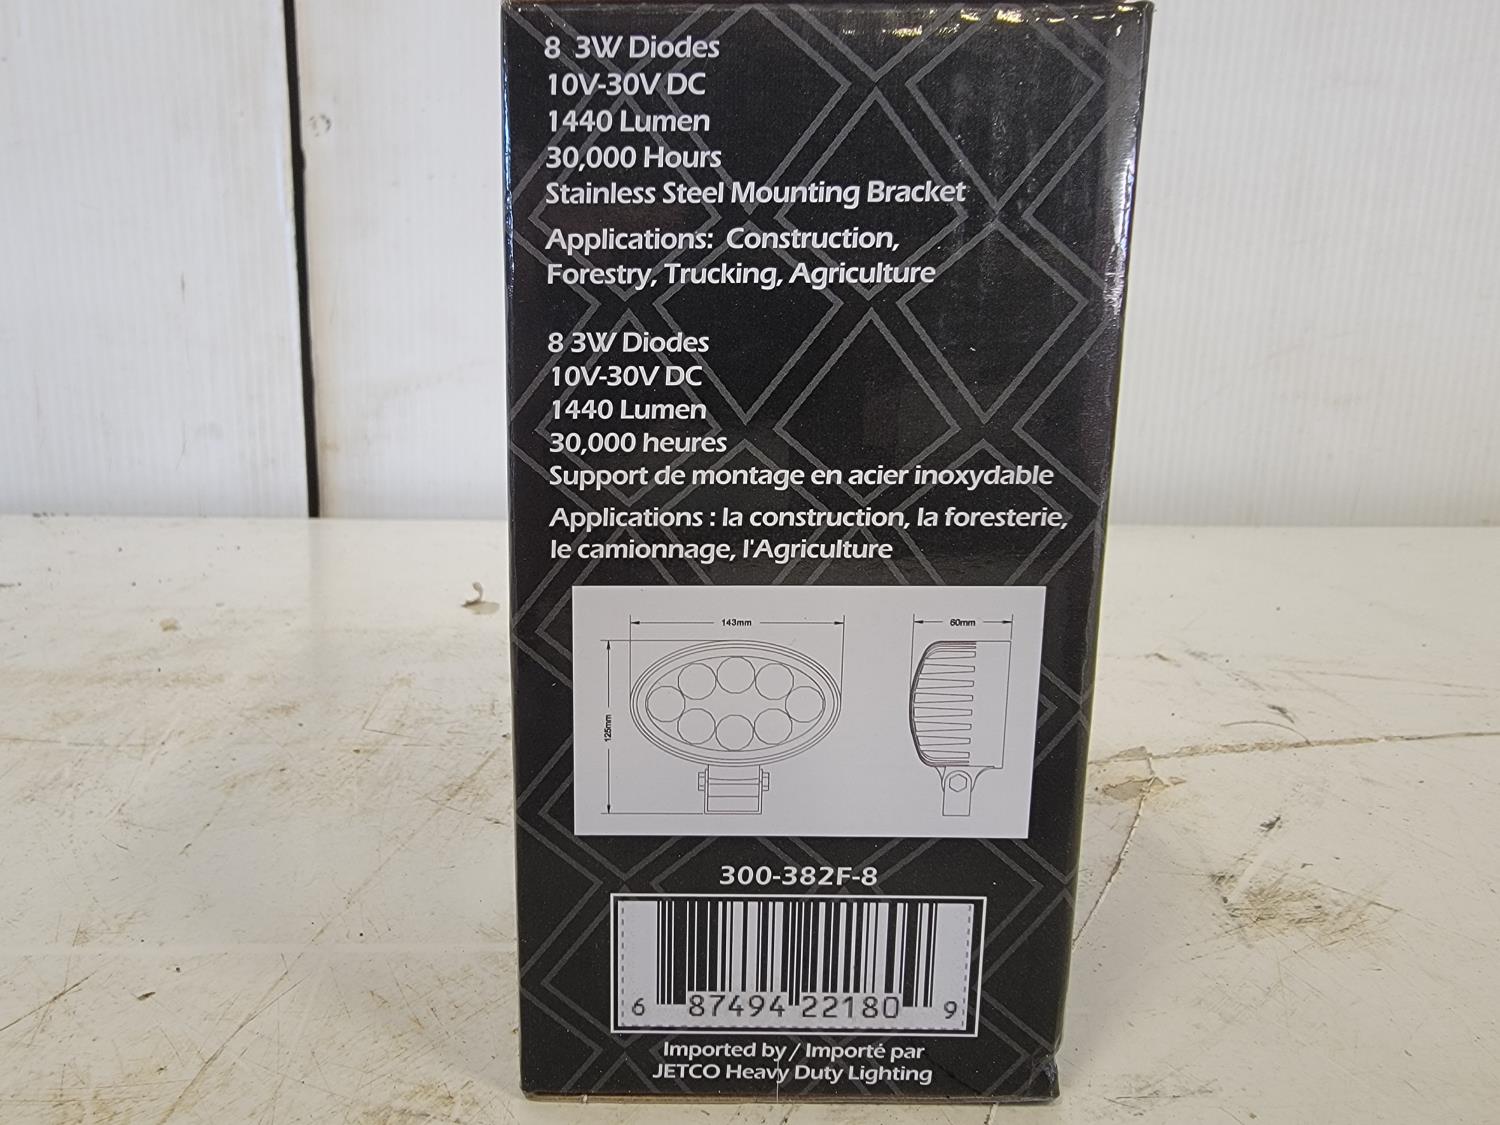 8 3W Diodes
10V-30V DC
1440 Lumen
30,000 Hours
Stainless Steel Mounting Bracket
Applications: Construction,
Forestry, Trucking, Agriculture
8 3W Diodes
10V-30V DC
1440 Lumen
30,000 heures
Support de montage en acier inoxydable
Applications : la construction, la foresterie,
le camionnage, l'Agriculture
143mm
60mm
125mm
300-382F-8
6 87494 22180 9
Imported by / Importé par
JETCO Heavy Duty Lighting